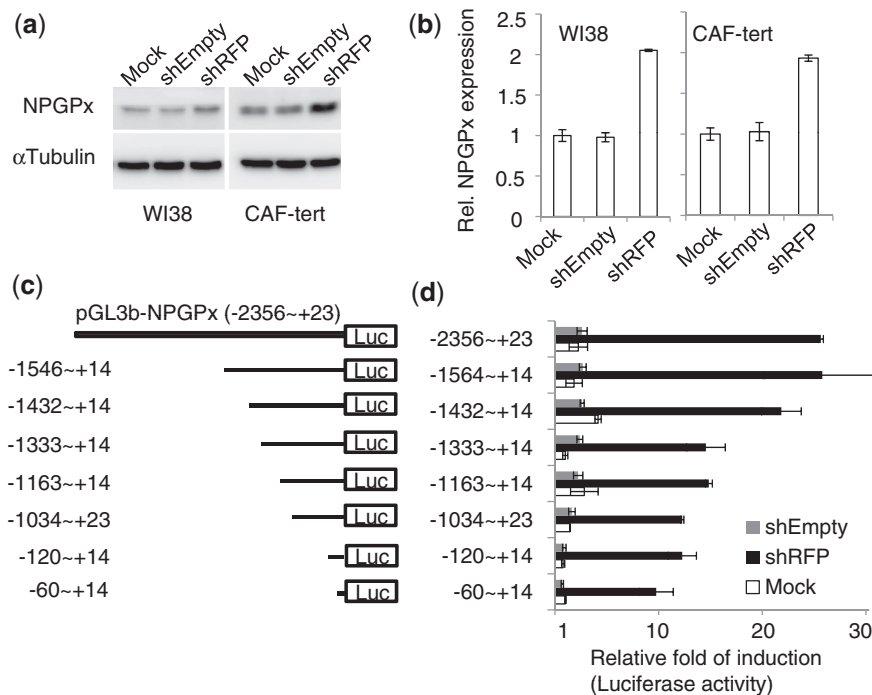 (a)
Mock
shEmpty
shRFP
Mock
shEmpty
shRFP
NPGPx
αTubulin
WI38
CAF-tert
(b)
Rel. NPGPx expression
2.5
2
1.5
1
0.5
0
WI38
CAF-tert
Mock
shEmpty
shRFP
Mock
shEmpty
shRFP
(c)
pGL3b-NPGPx (-2356~+23)
Luc
-1546~+14
Luc
-1432~+14
Luc
-1333~+14
Luc
-1163~+14
Luc
-1034~+23
Luc
-120~+14
Luc
-60~+14
Luc
(d)
-2356~+23
-1564~+14
-1432~+14
-1333~+14
-1163~+14
-1034~+23
-120~+14
-60~+14
shEmpty
shRFP
Mock
1
10
20
30
Relative fold of induction
(Luciferase activity)